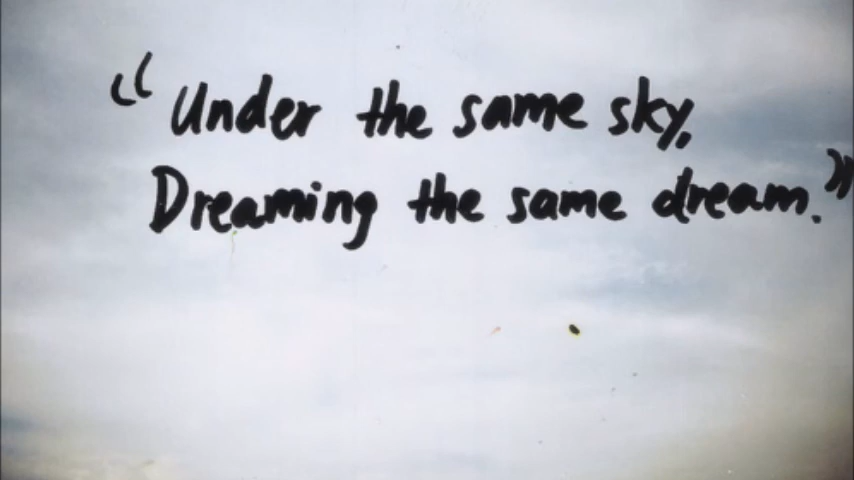 “Under the same sky,
Dreaming the same dream.”